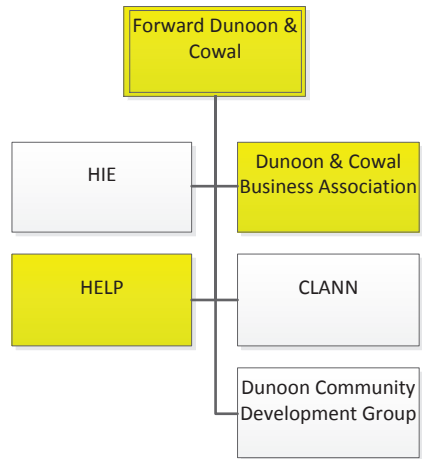 Forward Dunoon &
Cowal
HIE
Dunoon & Cowal
Business Association
HELP
CLANN
Dunoon Community
Development Group